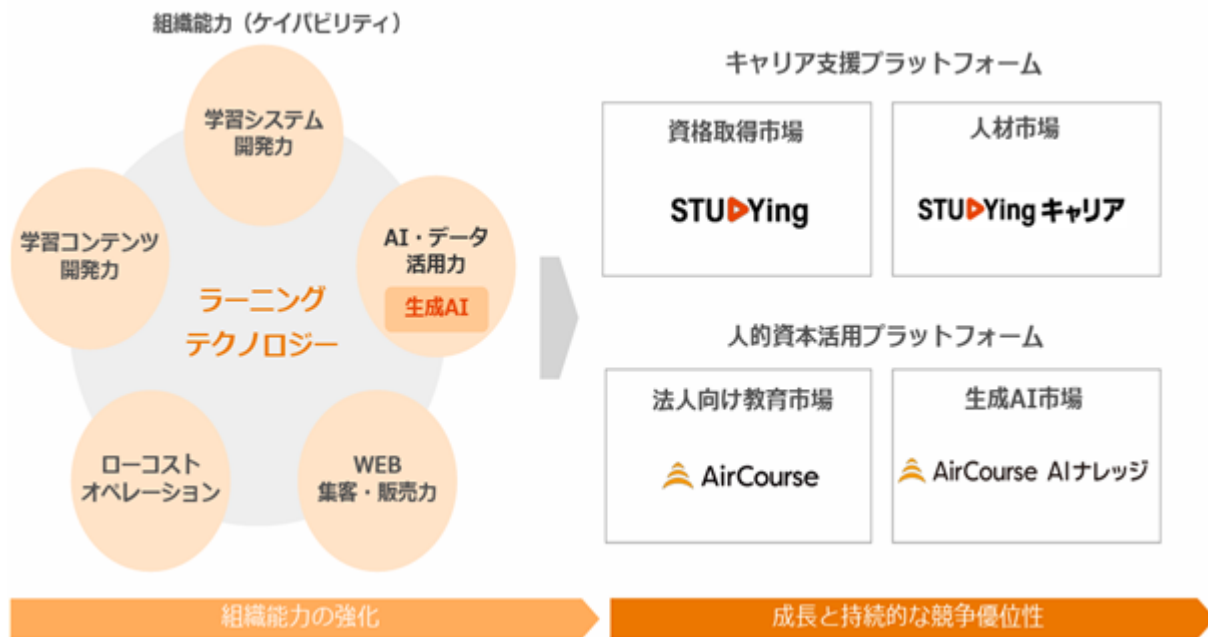 組織能力（ケイパビリティ）
学習システム
開発力
学習コンテンツ
開発力
AI・データ
活用力
生成AI
ラーニング
テクノロジー
ローコスト
オペレーション
WEB
集客・販売力
キャリア支援プラットフォーム
資格取得市場
STUDYing
人材市場
STUDYing キャリア
人的資本活用プラットフォーム
法人向け教育市場
AirCourse
生成AI市場
AirCourse AIナレッジ
組織能力の強化
成長と持続的な競争優位性